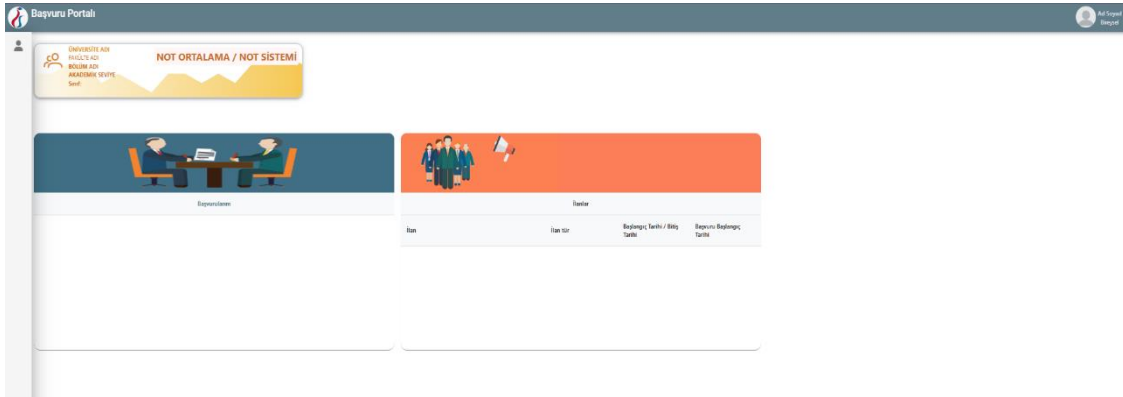 Başvuru Portalı
Ad Soyad
Bireysel
ÜNİVERSİTE ADI
FAKÜLTE ADI
BÖLÜM ADI
AKADEMİK SEVİYE
Sınıf:
NOT ORTALAMA / NOT SİSTEMİ
Başvurularım
İlanlar
İlan
İlan tür.
Başlangıç Tarihi / Bitiş
Tarihi
Başvuru Başlangıç
Tarihi